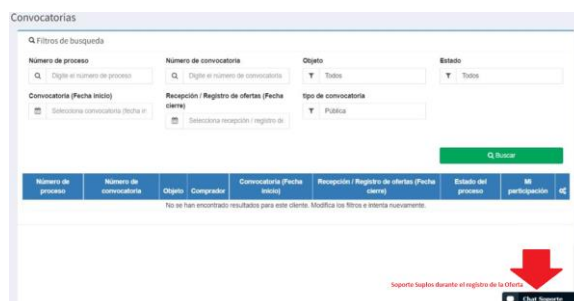 Convocatorias
Filtros de busqueda
Número de proceso
Número de convocatoria
Objeto
Estado
Digite el número de proceso
Digite el número de convocatoria
Todos
Todos
Convocatoria (Fecha inicio)
Recepción / Registro de ofertas (Fecha cierre)
tipo de convocatoria
Selecciona convocatoria (fecha in
Selecciona recepción / registro de
Pública
Buscar
Número de proceso
Número de convocatoria
Objeto
Comprador
Convocatoria (Fecha inicio)
Recepción / Registro de ofertas (Fecha cierre)
Estado del proceso
Mi participación
No se han encontrado resultados para este cliente. Modifica los filtros e intenta nuevamente.
Soporte Suplos durante el registro de la Oferta
Chat Soporte